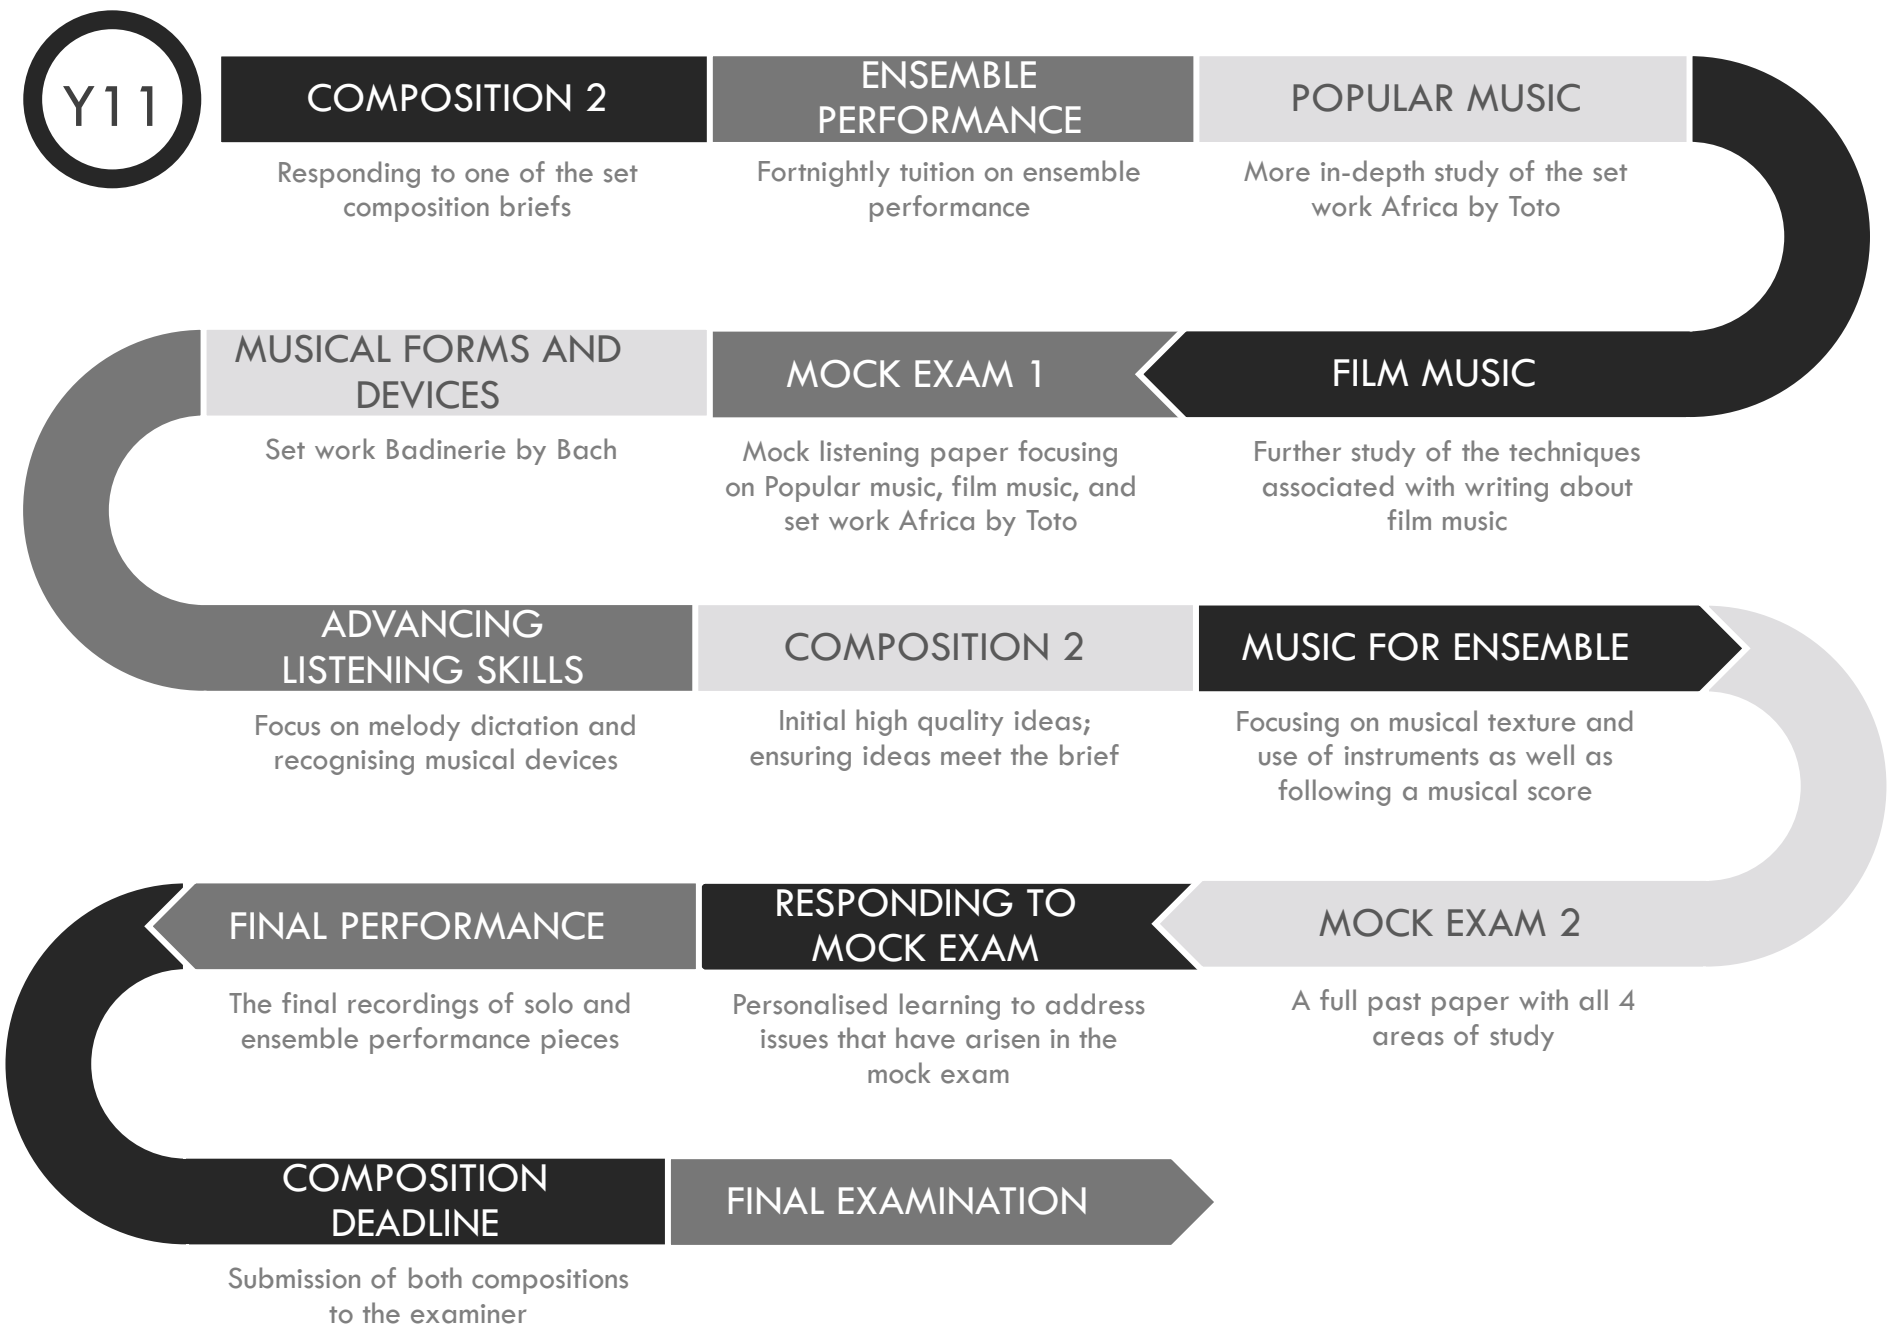 Y11
COMPOSITION 2
Responding to one of the set
composition briefs
ENSEMBLE
PERFORMANCE
Fortnightly tuition on ensemble
performance
POPULAR MUSIC
More in-depth study of the set
work Africa by Toto
FILM MUSIC
Further study of the techniques
associated with writing about
film music
MOCK EXAM 1
Mock listening paper focusing
on Popular music, film music, and
set work Africa by Toto
MUSICAL FORMS AND
DEVICES
Set work Badinerie by Bach
ADVANCING
LISTENING SKILLS
Focus on melody dictation and
recognising musical devices
COMPOSITION 2
Initial high quality ideas;
ensuring ideas meet the brief
MUSIC FOR ENSEMBLE
Focusing on musical texture and
use of instruments as well as
following a musical score
MOCK EXAM 2
A full past paper with all 4
areas of study
RESPONDING TO
MOCK EXAM
Personalised learning to address
issues that have arisen in the
mock exam
FINAL PERFORMANCE
The final recordings of solo and
ensemble performance pieces
COMPOSITION
DEADLINE
Submission of both compositions
to the examiner
FINAL EXAMINATION